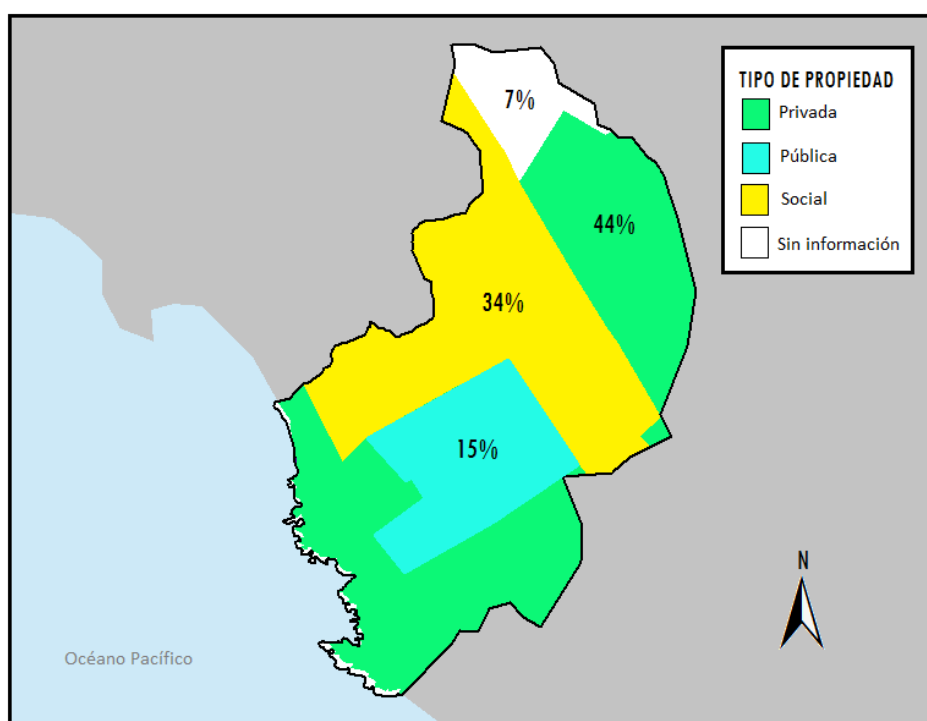 TIPO DE PROPIEDAD
Privada
Pública
Social
Sin información
7%
44%
34%
15%
N
Océano Pacífico